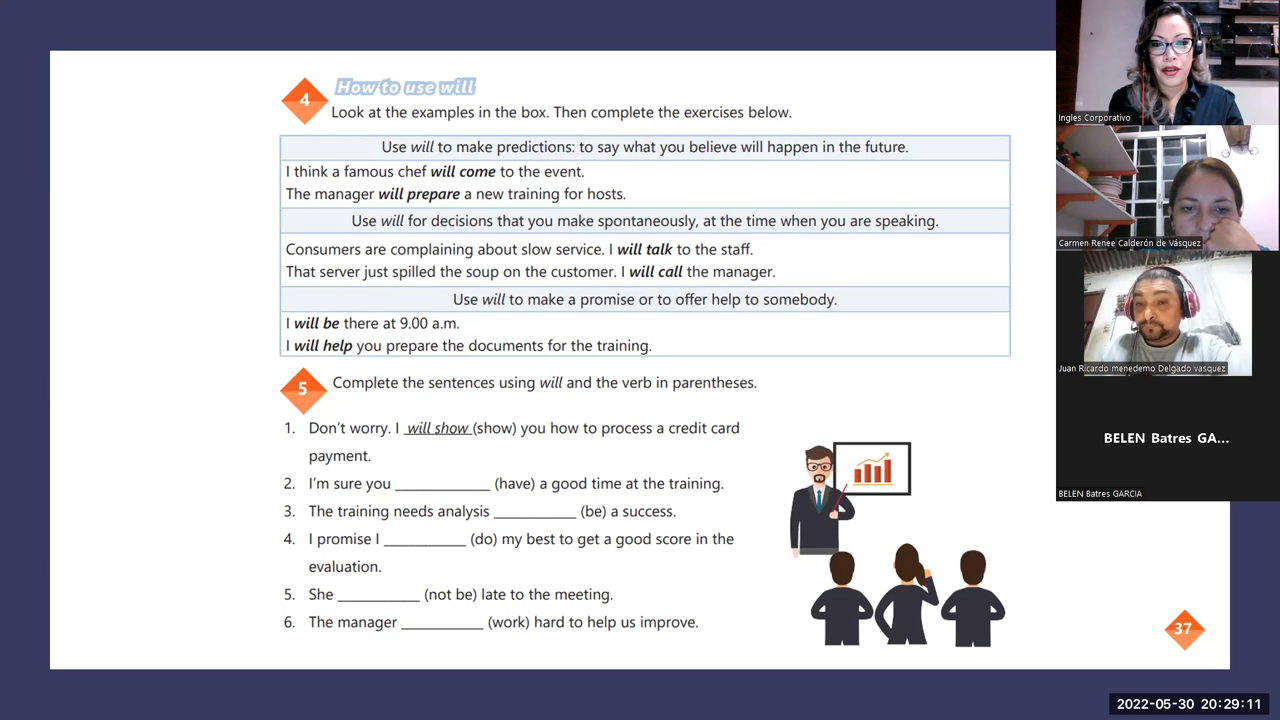 4
How to use will
Look at the examples in the box. Then complete the exercises below.
Use will to make predictions: to say what you believe will happen in the future.
I think a famous chef will come to the event.
The manager will prepare a new training for hosts.
Use will for decisions that you make spontaneously, at the time when you are speaking.
Consumers are complaining about slow service. I will talk to the staff.
That server just spilled the soup on the customer. I will call the manager.
Use will to make a promise or to offer help to somebody.
I will be there at 9.00 a.m.
I will help you prepare the documents for the training.
5
Complete the sentences using will and the verb in parentheses.
1. Don't worry. I will show (show) you how to process a credit card
payment.
2. I'm sure you ____________ (have) a good time at the training.
3. The training needs analysis __________ (be) a success.
4. I promise I __________ (do) my best to get a good score in the
evaluation.
5. She __________ (not be) late to the meeting.
6. The manager __________ (work) hard to help us improve.
37
Ingles Corporativo
Carmen Renee Calderón de Vásquez
Juan Ricardo menedemo Delgado vasquez
BELEN Batres GA...
BELEN Batres GARCIA
2022-05-30 20:29:11